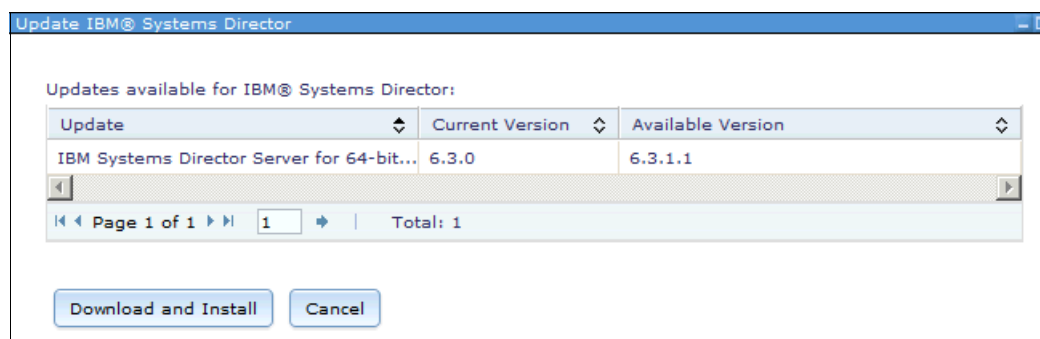 Update IBM® Systems Director
Updates available for IBM® Systems Director:
Update Current Version Available Version
IBM Systems Director Server for 64-bit... 6.3.0 6.3.1.1
Page 1 of 1 1 | Total: 1
Download and Install Cancel